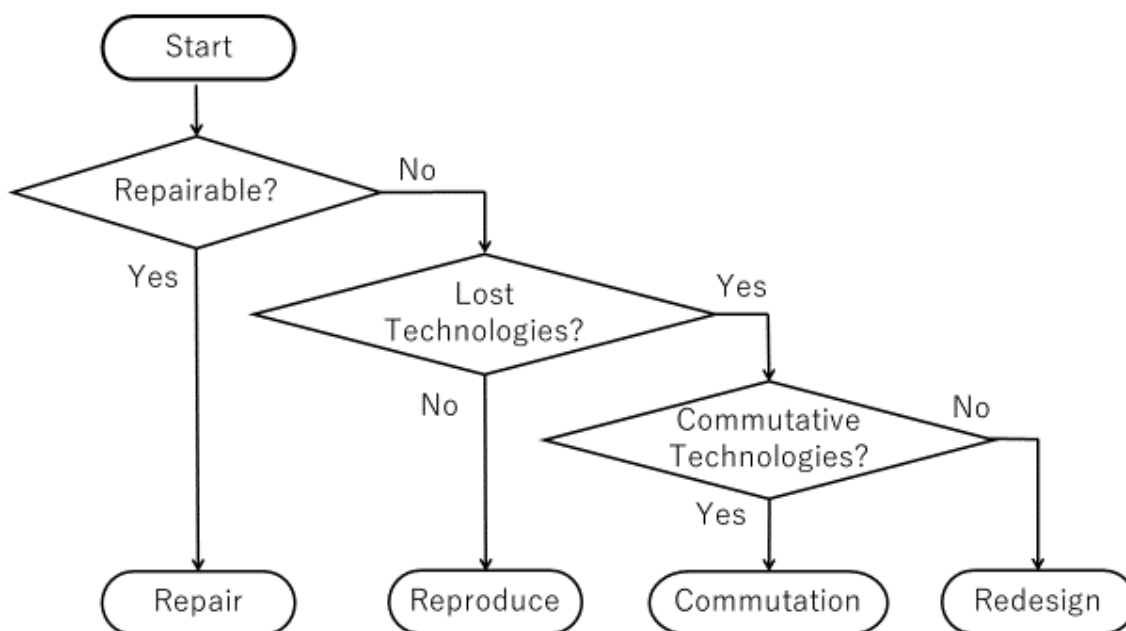 Start
Repairable?
No
Yes
Lost
Technologies?
Yes
No
Commutative
Technologies?
No
Yes
Repair
Reproduce
Commutation
Redesign